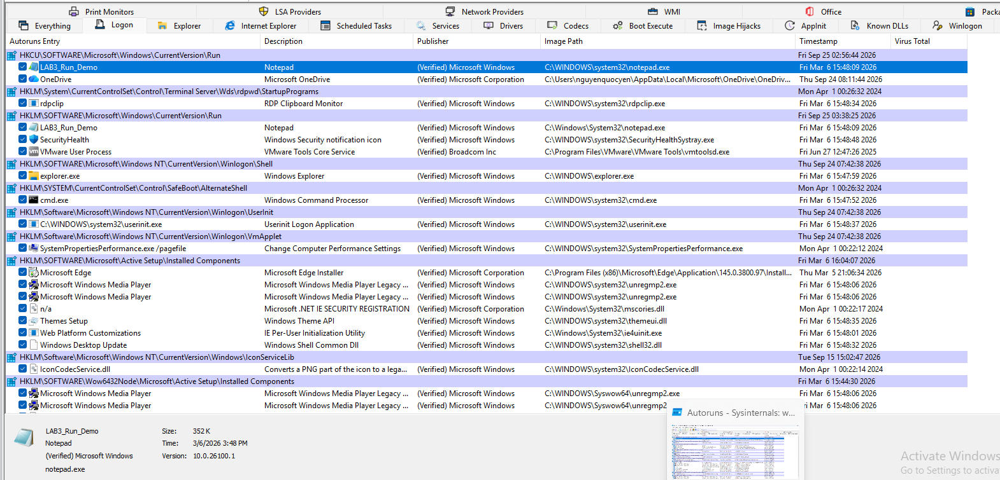 Print Monitors LSA Providers Network Providers WMI Office Packa
Everything Logon Explorer Internet Explorer Scheduled Tasks Services Drivers Codecs Boot Execute Image Hijacks AppInit Known DLLs Winlogon
Autoruns Entry Description Publisher Image Path Timestamp Virus Total
HKCU\SOFTWARE\Microsoft\Windows\CurrentVersion\Run Fri Sep 25 02:56:44 2026
LAB3_Run_Demo Notepad (Verified) Microsoft Windows C:\WINDOWS\system32\notepad.exe Fri Mar 6 15:48:09 2026
OneDrive Microsoft OneDrive (Verified) Microsoft Corporation C:\Users\nguyenquocyen\AppData\Local\Microsoft\OneDrive\OneDriv... Thu Sep 24 08:11:44 2026
HKLM\System\CurrentControlSet\Control\Terminal Server\Wds\rdpwd\StartupPrograms Mon Apr 1 00:26:32 2024
rdpclip RDP Clipboard Monitor (Verified) Microsoft Windows C:\WINDOWS\system32\rdpclip.exe Fri Mar 6 15:48:34 2026
HKLM\SOFTWARE\Microsoft\Windows\CurrentVersion\Run Fri Sep 25 03:38:25 2026
LAB3_Run_Demo Notepad (Verified) Microsoft Windows C:\Windows\System32\notepad.exe Fri Mar 6 15:48:09 2026
SecurityHealth Windows Security notification icon (Verified) Microsoft Windows C:\WINDOWS\system32\SecurityHealthSystray.exe Fri Mar 6 15:48:48 2026
vm VMware User Process VMware Tools Core Service (Verified) Broadcom Inc C:\Program Files\VMware\VMware Tools\vmtoolsd.exe Fri Jun 27 12:47:26 2025
HKLM\SOFTWARE\Microsoft\Windows NT\CurrentVersion\Winlogon\Shell Thu Sep 24 07:42:38 2026
explorer.exe Windows Explorer (Verified) Microsoft Windows C:\WINDOWS\explorer.exe Fri Mar 6 15:47:59 2026
HKLM\SYSTEM\CurrentControlSet\Control\SafeBoot\AlternateShell Mon Apr 1 00:26:32 2024
cmd.exe Windows Command Processor (Verified) Microsoft Windows C:\WINDOWS\system32\cmd.exe Fri Mar 6 15:47:52 2026
HKLM\Software\Microsoft\Windows NT\CurrentVersion\Winlogon\UserInit Thu Sep 24 07:42:38 2026
C:\WINDOWS\system32\userinit.exe Userinit Logon Application (Verified) Microsoft Windows C:\WINDOWS\system32\userinit.exe Fri Mar 6 15:48:37 2026
HKLM\Software\Microsoft\Windows NT\CurrentVersion\Winlogon\VmApplet Thu Sep 24 07:42:38 2026
SystemPropertiesPerformance.exe /pagefile Change Computer Performance Settings (Verified) Microsoft Windows C:\WINDOWS\system32\SystemPropertiesPerformance.exe Mon Apr 1 00:22:12 2024
HKLM\SOFTWARE\Microsoft\Active Setup\Installed Components Fri Mar 6 16:04:07 2026
Microsoft Edge Microsoft Edge Installer (Verified) Microsoft Corporation C:\Program Files (x86)\Microsoft\Edge\Application\145.0.3800.97\Install... Thu Mar 5 21:06:34 2026
Microsoft Windows Media Player Microsoft Windows Media Player Legacy ... (Verified) Microsoft Windows C:\WINDOWS\system32\unregmp2.exe Fri Mar 6 15:48:06 2026
Microsoft Windows Media Player Microsoft Windows Media Player Legacy ... (Verified) Microsoft Windows C:\WINDOWS\system32\unregmp2.exe Fri Mar 6 15:48:06 2026
n/a Microsoft .NET IE SECURITY REGISTRATION (Verified) Microsoft Corporation C:\Windows\System32\mscories.dll Mon Apr 1 00:22:17 2024
Themes Setup Windows Theme API (Verified) Microsoft Windows C:\WINDOWS\system32\themeui.dll Fri Mar 6 15:48:35 2026
Web Platform Customizations IE Per-User Initialization Utility (Verified) Microsoft Windows C:\Windows\System32\ie4uinit.exe Fri Mar 6 15:48:01 2026
Windows Desktop Update Windows Shell Common Dll (Verified) Microsoft Windows C:\WINDOWS\system32\shell32.dll Fri Mar 6 15:48:32 2026
HKLM\Software\Microsoft\Windows NT\CurrentVersion\Windows\IconServiceLib Tue Sep 15 15:02:47 2026
IconCodecService.dll Converts a PNG part of the icon to a lega... (Verified) Microsoft Windows C:\WINDOWS\system32\IconCodecService.dll Mon Apr 1 00:22:14 2024
HKLM\SOFTWARE\Wow6432Node\Microsoft\Active Setup\Installed Components Fri Mar 6 15:44:30 2026
Microsoft Windows Media Player Microsoft Windows Media Player Legacy ... (Verified) Microsoft Windows C:\WINDOWS\Syswow64\unregmp2.exe Fri Mar 6 15:48:06 2026
Microsoft Windows Media Player Microsoft Windows Media Player Legacy ... (Verified) Microsoft Windows C:\WINDOWS\Syswow64\unregmp2 ri Mar 6 15:48:06 2026
Autoruns - Sysinternals: w...
LAB3_Run_Demo Size: 352 K
Notepad Time: 3/6/2026 3:48 PM
(Verified) Microsoft Windows Version: 10.0.26100.1
notepad.exe
Activate Windows
Go to Settings to activa